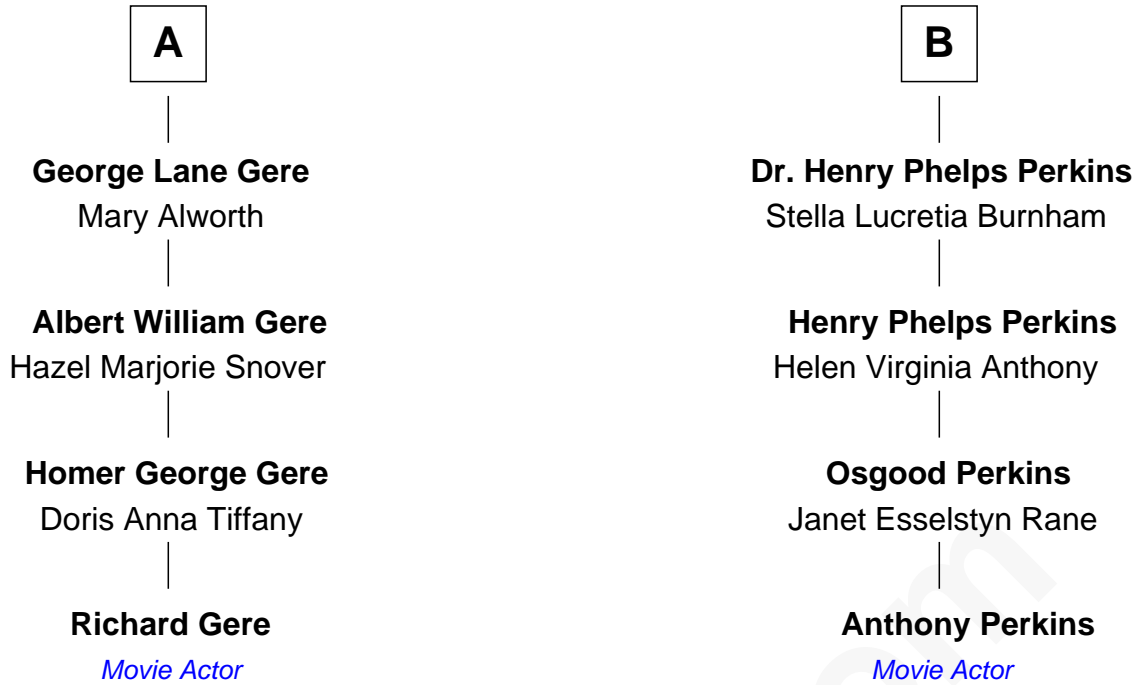 A
George Lane Gere
Mary Alworth
Albert William Gere
Hazel Marjorie Snover
Homer George Gere
Doris Anna Tiffany
Richard Gere
Movie Actor
B
Dr. Henry Phelps Perkins
Stella Lucretia Burnham
Henry Phelps Perkins
Helen Virginia Anthony
Osgood Perkins
Janet Esselstyn Rane
Anthony Perkins
Movie Actor